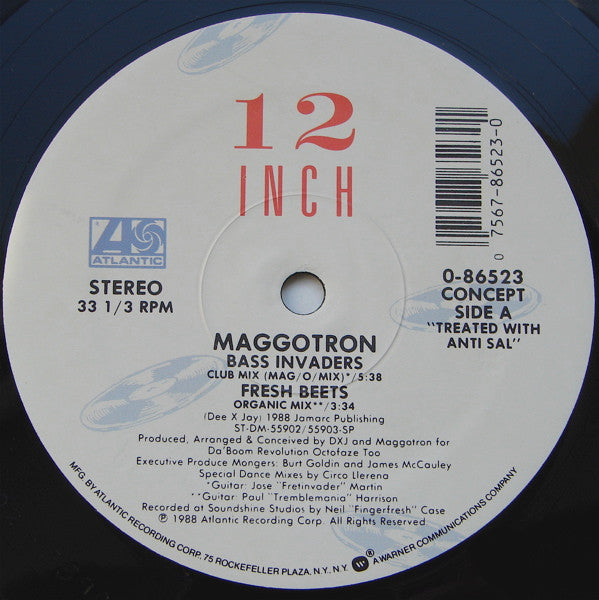 12
INCH
0 7567-86523-0
ATLANTIC
STEREO
33 1/3 RPM
0-86523
CONCEPT
SIDE A
"TREATED WITH
ANTI SAL"
MAGGOTRON
BASS INVADERS
CLUB MIX (MAG/O/MIX)*/5:38
FRESH BEETS
ORGANIC MIX**/3:34
(Dee X Jay) 1988 Jamarc Publishing
ST-DM-55902/55903-SP
Produced, Arranged & Conceived by DXJ and Maggotron for
Da'Boom Revolution Octofaze Too
Executive Produce Mongers: Burt Goldin and James McCauley
Special Dance Mixes by Circo Llerena
*Guitar: Jose "Fretinvader" Martin
**Guitar: Paul "Tremblemania" Harrison
Recorded at Soundshine Studios by Neil "Fingerfresh" Case
℗ 1988 Atlantic Recording Corp. All Rights Reserved
MFG. BY ATLANTIC RECORDING CORP., 75 ROCKEFELLER PLAZA, N.Y., N.Y. ® A WARNER COMMUNICATIONS COMPANY